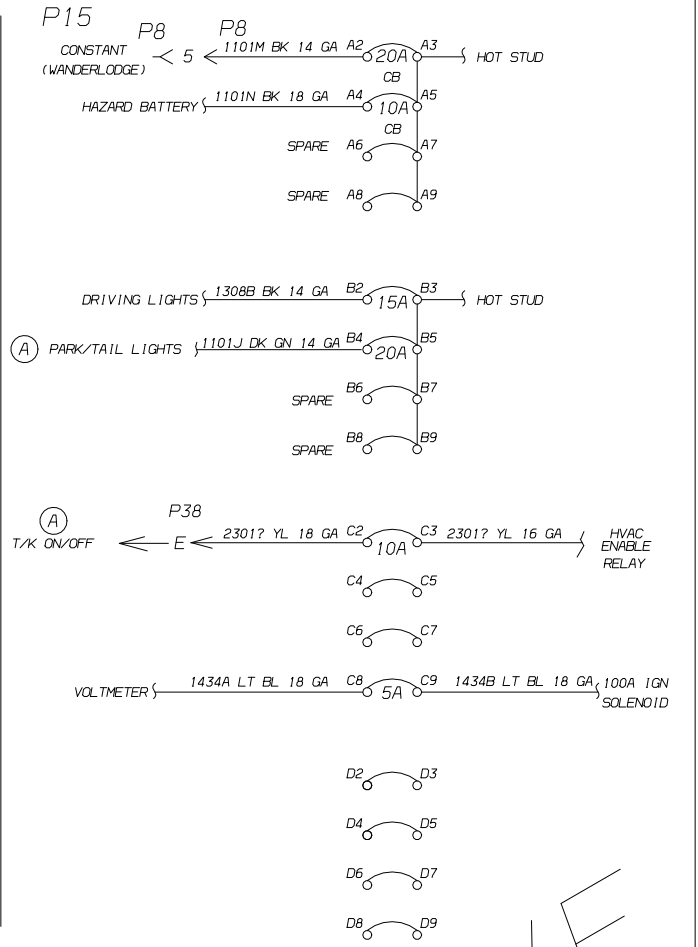 P15
P8 P8
CONSTANT 5 1101M BK 14 GA A2 20A A3 HOT STUD
(WANDERLODGE) CB
HAZARD BATTERY 1101N BK 18 GA A4 10A A5
CB
SPARE A6 A7
SPARE A8 A9
DRIVING LIGHTS 1308B BK 14 GA B2 15A B3 HOT STUD
A PARK/TAIL LIGHTS 1101J DK GN 14 GA B4 20A B5
SPARE B6 B7
SPARE B8 B9
A P38
T/K ON/OFF E 2301? YL 18 GA C2 10A C3 2301? YL 16 GA HVAC
ENABLE
RELAY
C4 C5
C6 C7
VOLTMETER 1434A LT BL 18 GA C8 5A C9 1434B LT BL 18 GA 100A IGN
SOLENOID
D2 D3
D4 D5
D6 D7
D8 D9